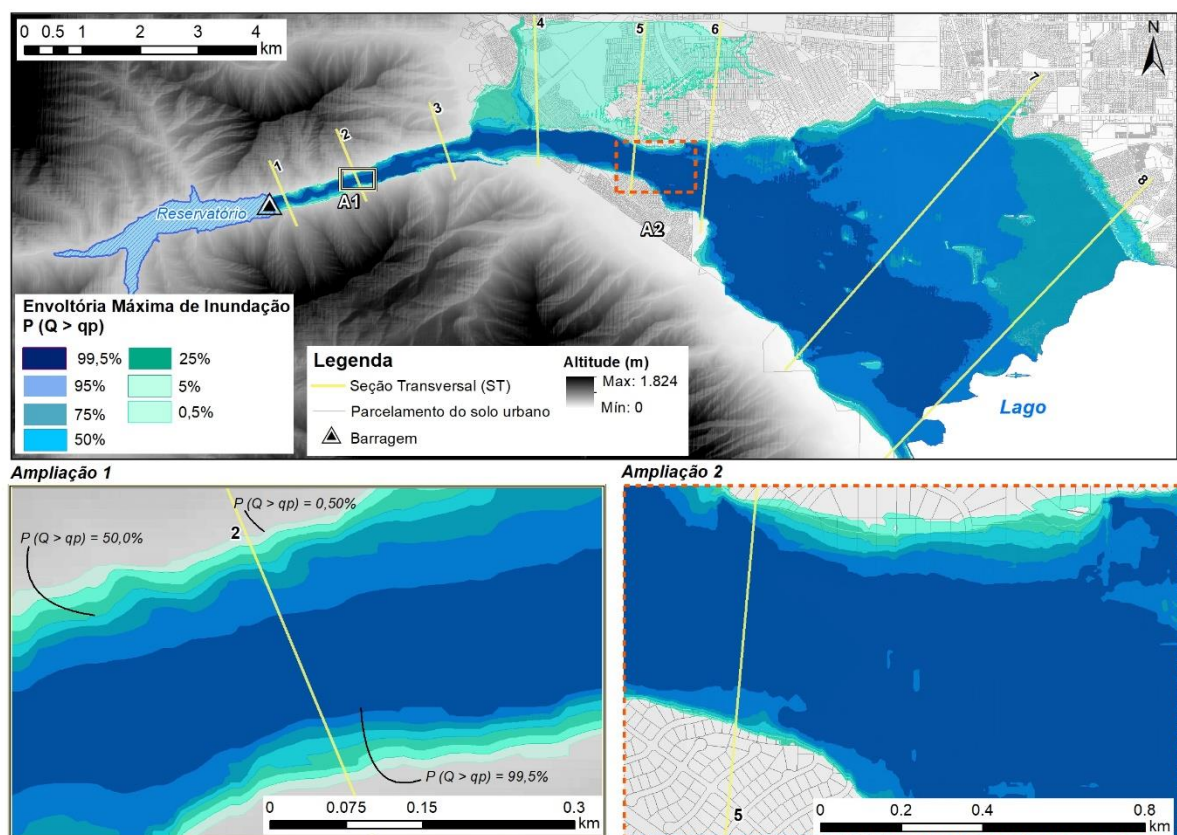 0 0.5 1 2 3 4
km
N
4
5
6
7
8
3
2
1
A1
A2
Reservatório
Lago
Envoltória Máxima de Inundação
P (Q > qp)
99,5% 25%
95% 5%
75% 0,5%
50%
Legenda
Seção Transversal (ST)
Parcelamento do solo urbano
Barragem
Altitude (m)
Max: 1.824
Mín: 0
Ampliação 1
P (Q > qp) = 0,50%
2
P (Q > qp) = 50,0%
P (Q > qp) = 99,5%
0 0.075 0.15 0.3
km
Ampliação 2
5
0 0.2 0.4 0.8
km